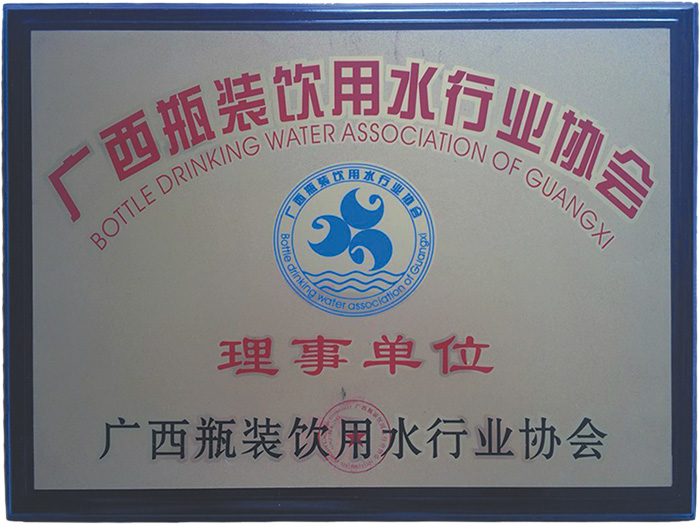 广西瓶装饮用水行业协会
BOTTLE DRINKING WATER ASSOCIATION OF GUANGXI
广西瓶装饮用水行业协会
Bottle drinking water association of Guangxi
理事单位
广西瓶装饮用水行业协会